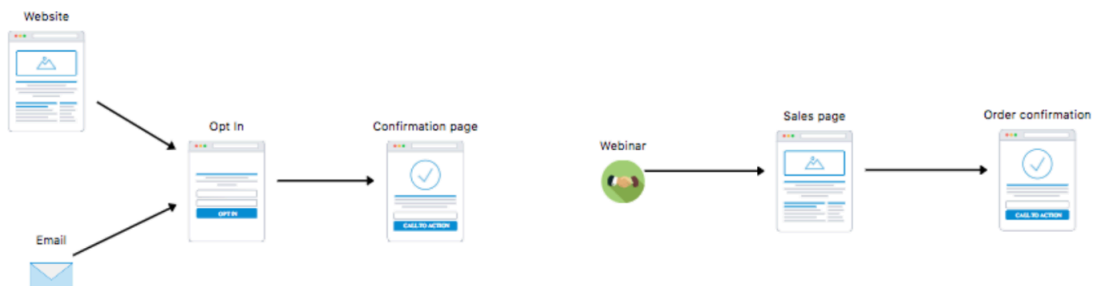 Website
Opt In
OPT IN
Confirmation page
CALL TO ACTION
Email
Webinar
Sales page
Order confirmation
CALL TO ACTION